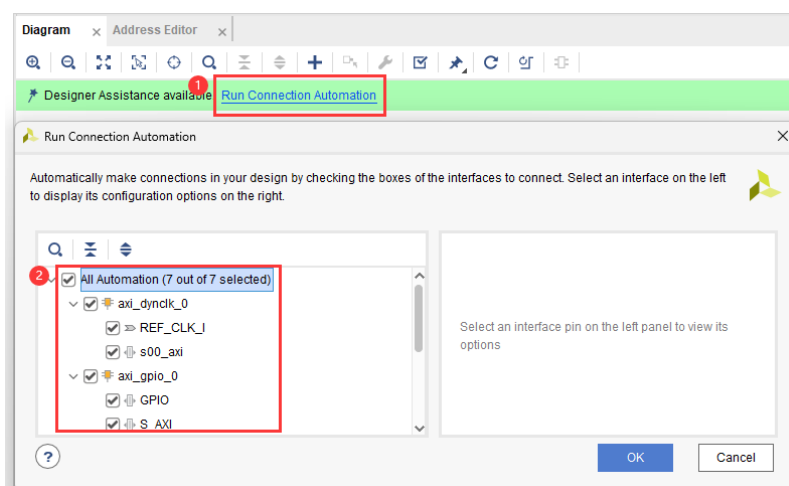 Diagram × Address Editor ×
1
Designer Assistance available Run Connection Automation
Run Connection Automation
Automatically make connections in your design by checking the boxes of the interfaces to connect. Select an interface on the left
to display its configuration options on the right.
2
All Automation (7 out of 7 selected)
axi_dynclk_0
REF_CLK_I
s00_axi
axi_gpio_0
GPIO
S_AXI
Select an interface pin on the left panel to view its
options
?
OK Cancel